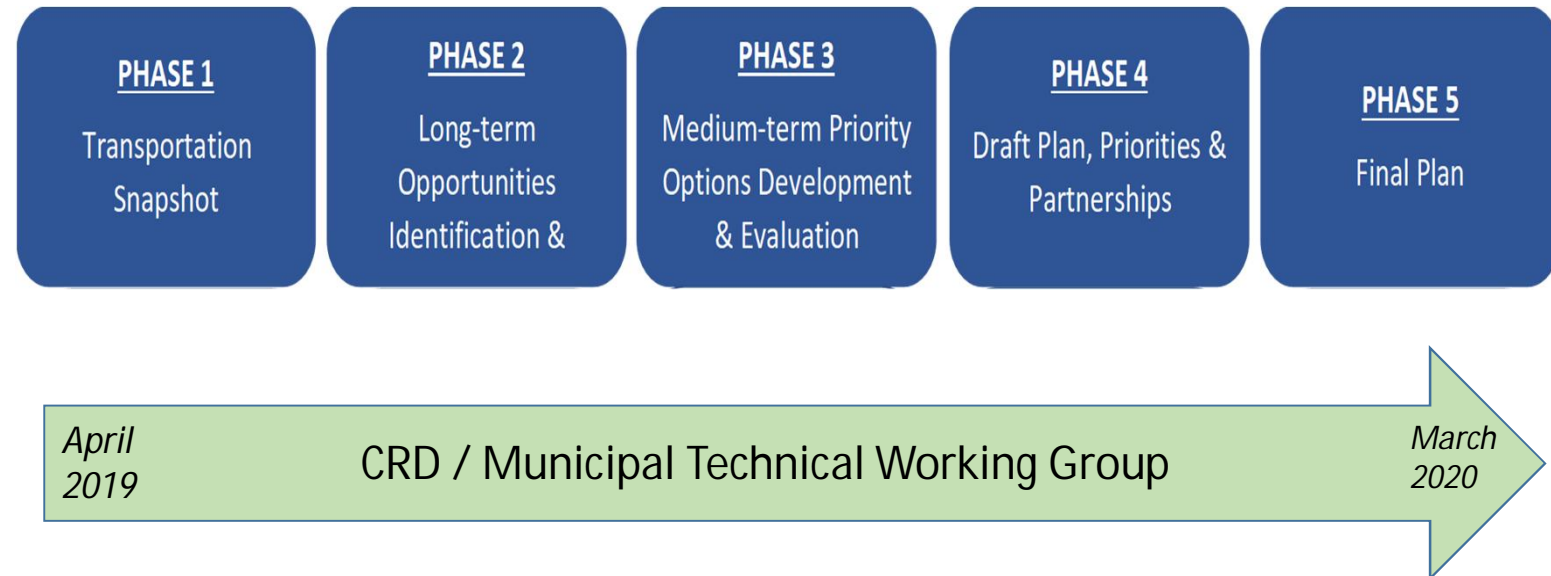 PHASE 1
Transportation
Snapshot
PHASE 2
Long-term
Opportunities
Identification &
PHASE 3
Medium-term Priority
Options Development
& Evaluation
PHASE 4
Draft Plan, Priorities &
Partnerships
PHASE 5
Final Plan
April
2019
CRD / Municipal Technical Working Group
March
2020